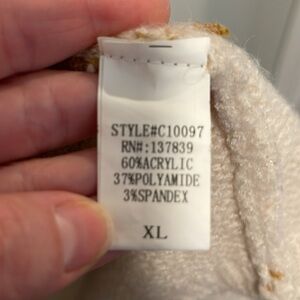 STYLE#C10097
RN#:137839
60%ACRYLIC
37%POLYAMIDE
3%SPANDEX
XL